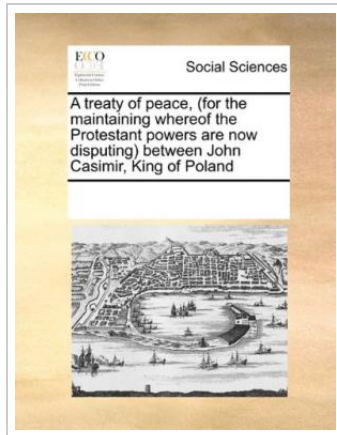 ECCO
Social Sciences
A treaty of peace, (for the
maintaining whereof the
Protestant powers are now
disputing) between John
Casimir, King of Poland